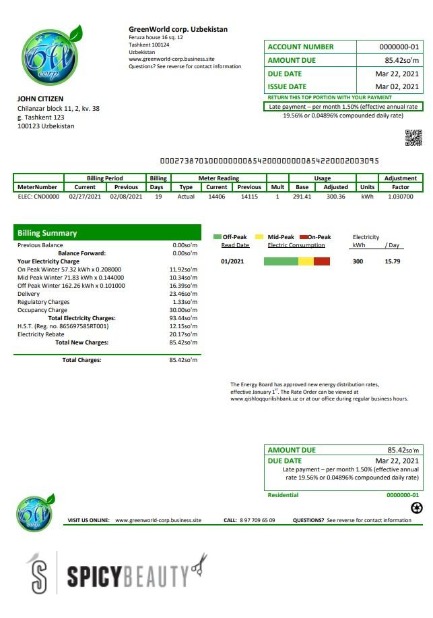 GreenWorld corp. Uzbekistan
Feruza house 16 sq. 12
Tashkent 100124
Uzbekistan
www.greenworld-corp.business.site
Questions? See reverse for contact information
ACCOUNT NUMBER 0000000-01
AMOUNT DUE 85.42so'm
DUE DATE Mar 22, 2021
ISSUE DATE Mar 02, 2021
RETURN THIS TOP PORTION WITH YOUR PAYMENT
Late payment – per month 1.50% (effective annual rate
19.56% or 0.04896% compounded daily rate)
JOHN CITIZEN
Chilanzar block 11, 2, kv. 38
g. Tashkent 123
100123 Uzbekistan
Billing Period Billing Meter Reading Usage Adjustment
MeterNumber Current Previous Days Type Current Previous Mult Base Adjusted Units Factor
ELEC: CND0000 02/27/2021 02/08/2021 19 Actual 14406 14115 1 291.41 300.36 kWh 1.030700
Billing Summary
Previous Balance 0.00so'm
Balance Forward: 0.00so'm
Your Electricity Charge
On Peak Winter 57.32 kWh x 0.208000 11.92so'm
Mid Peak Winter 71.83 kWh x 0.144000 10.34so'm
Off Peak Winter 162.26 kWh x 0.101000 16.39so'm
Delivery 23.46so'm
Regulatory Charges 1.33so'm
Occupancy Charge 30.00so'm
Total Electricity Charges: 93.44so'm
H.S.T. (Reg. no. 865697585RT001) 12.15so'm
Electricity Rebate 20.17so'm
Total New Charges: 85.42so'm
Total Charges: 85.42so'm
Off-Peak Mid-Peak On-Peak Electricity
Read Date Electric Consumption kWh / Day
01/2021 300 15.79
The Energy Board has approved new energy distribution rates,
effective January 1st. The Rate Order can be viewed at
or at our office during regular business hours.
AMOUNT DUE 85.42so'm
DUE DATE Mar 22, 2021
Late payment – per month 1.50% (effective annual
rate 19.56% or 0.04896% compounded daily rate)
Residential 0000000-01
VISIT US ONLINE: www.greenworld-corp.business.site CALL: 8 97 709 65 09 QUESTIONS? See reverse for contact information
SPICYBEAUTY